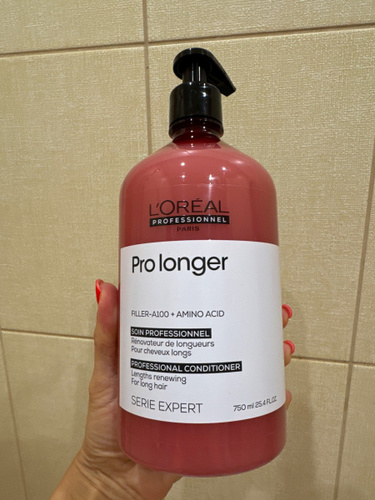 L'ORÉAL
PROFESSIONNEL
PARIS
Pro longer
FILLER-A100 + AMINO ACID
SOIN PROFESSIONNEL
Rénovateur de longueurs
Pour cheveux longs
PROFESSIONAL CONDITIONER
Lengths renewing
For long hair
SERIE EXPERT
750 ml 25.4 FL.OZ.